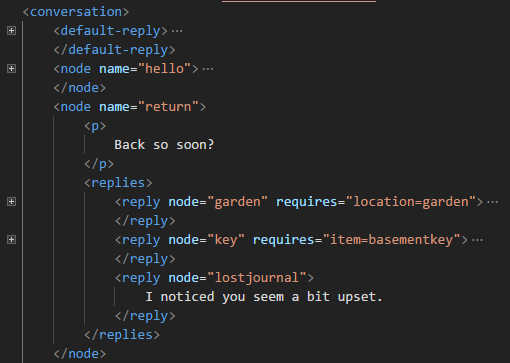 <conversation>
<default-reply>...
</default-reply>
<node name="hello">...
</node>
<node name="return">
<p>
Back so soon?
</p>
<replies>
<reply node="garden" requires="location=garden">...
</reply>
<reply node="key" requires="item=basementkey">...
</reply>
<reply node="lostjournal">
I noticed you seem a bit upset.
</reply>
</replies>
</node>